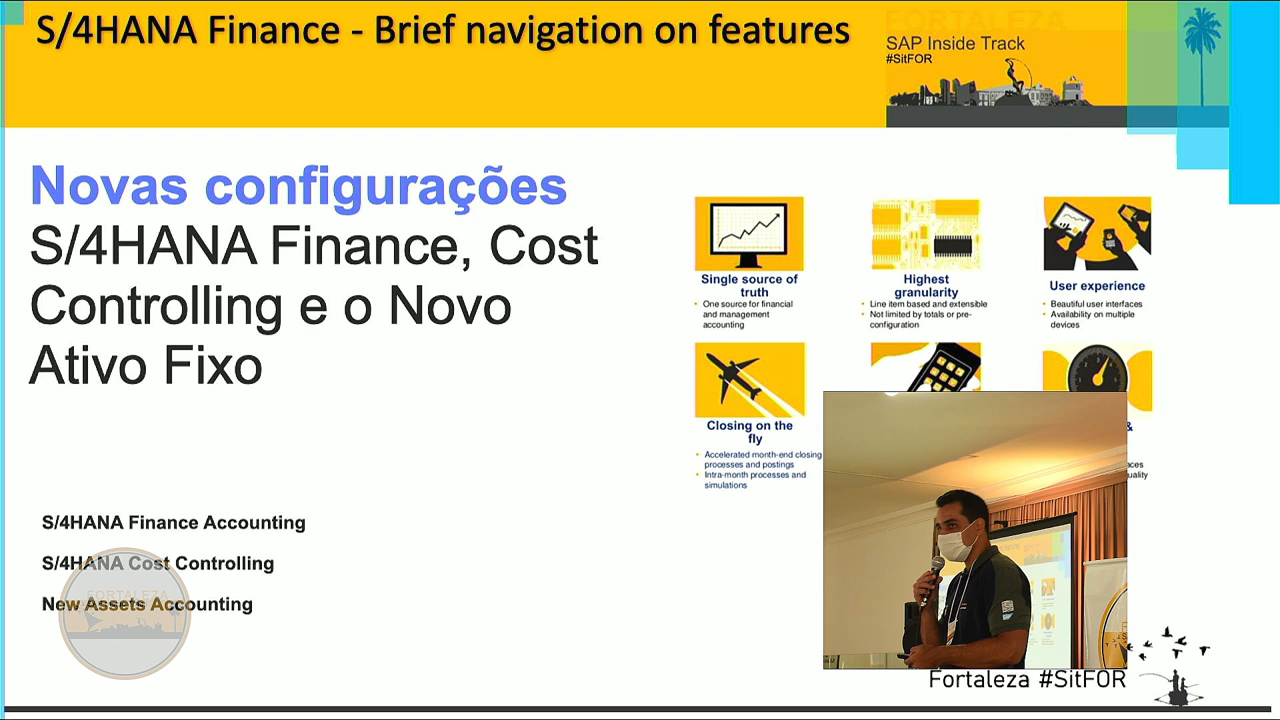 S/4HANA Finance - Brief navigation on features
FORTALEZA
SAP Inside Track
#SitFOR
Novas configurações
S/4HANA Finance, Cost
Controlling e o Novo
Ativo Fixo
Single source of
truth
• One source for financial
and management
accounting
Highest
granularity
• Line item based and extensible
• Not limited by totals or pre-
configuration
User experience
• Beautiful user interfaces
• Availability on multiple
devices
Closing on the
fly
• Accelerated month-end closing
processes and postings
• Intra-month processes and
simulations
&
S/4HANA Finance Accounting
S/4HANA Cost Controlling
New Assets Accounting
FORTALEZA
Fortaleza #SitFOR